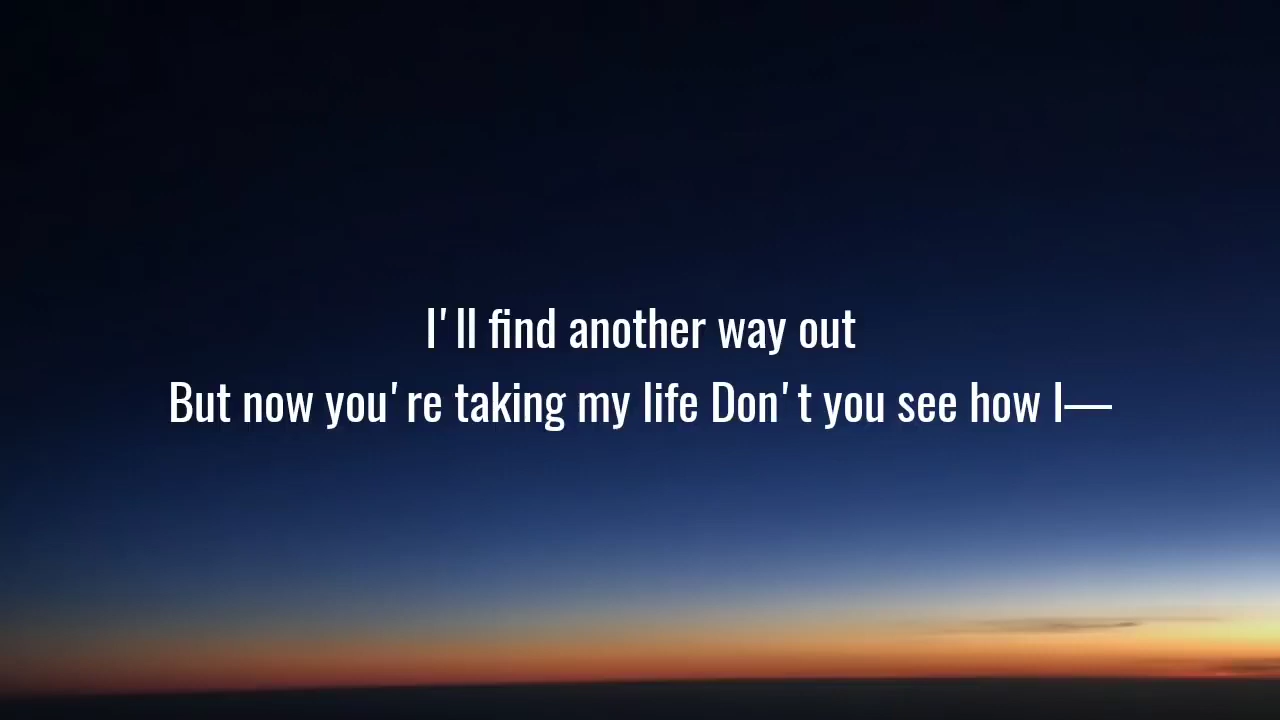 I'll find another way out
But now you're taking my life Don't you see how I—